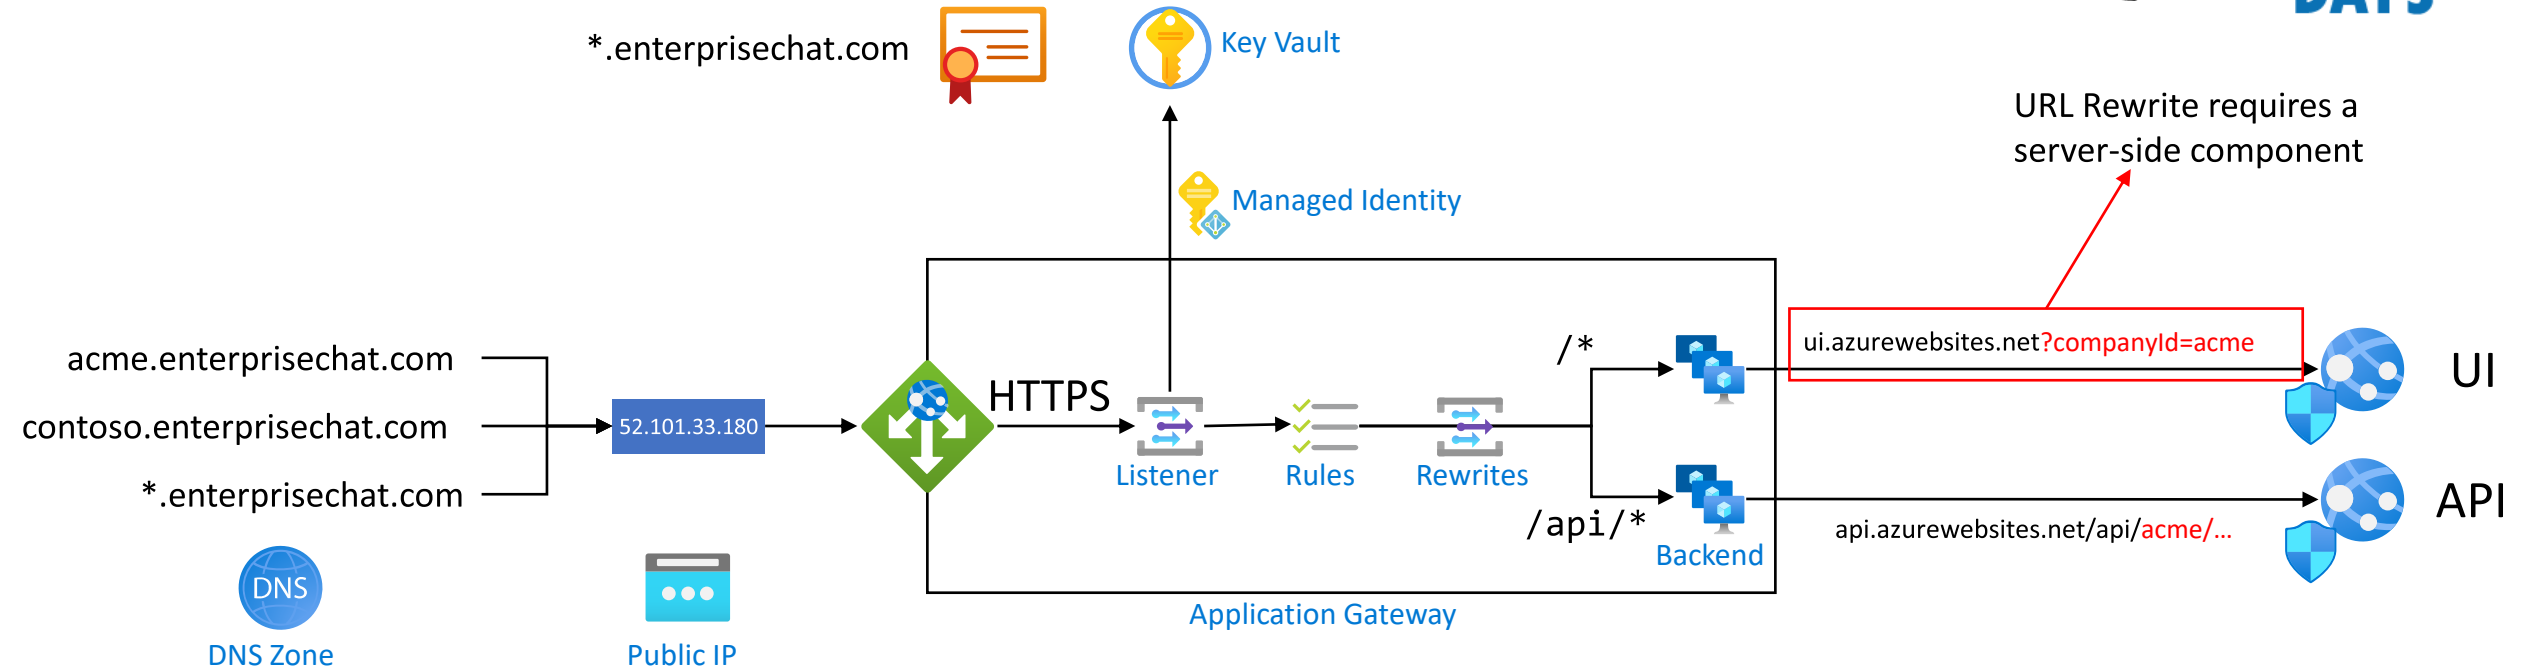 DAYS
*.enterprisechat.com
Key Vault
URL Rewrite requires a
server-side component
Managed Identity
ui.azurewebsites.net?companyId=acme
/*
UI
acme.enterprisechat.com
HTTPS
contoso.enterprisechat.com
52.101.33.180
Listener
Rules
Rewrites
*.enterprisechat.com
/api/*
API
api.azurewebsites.net/api/acme/...
Backend
DNS
Application Gateway
DNS Zone
Public IP